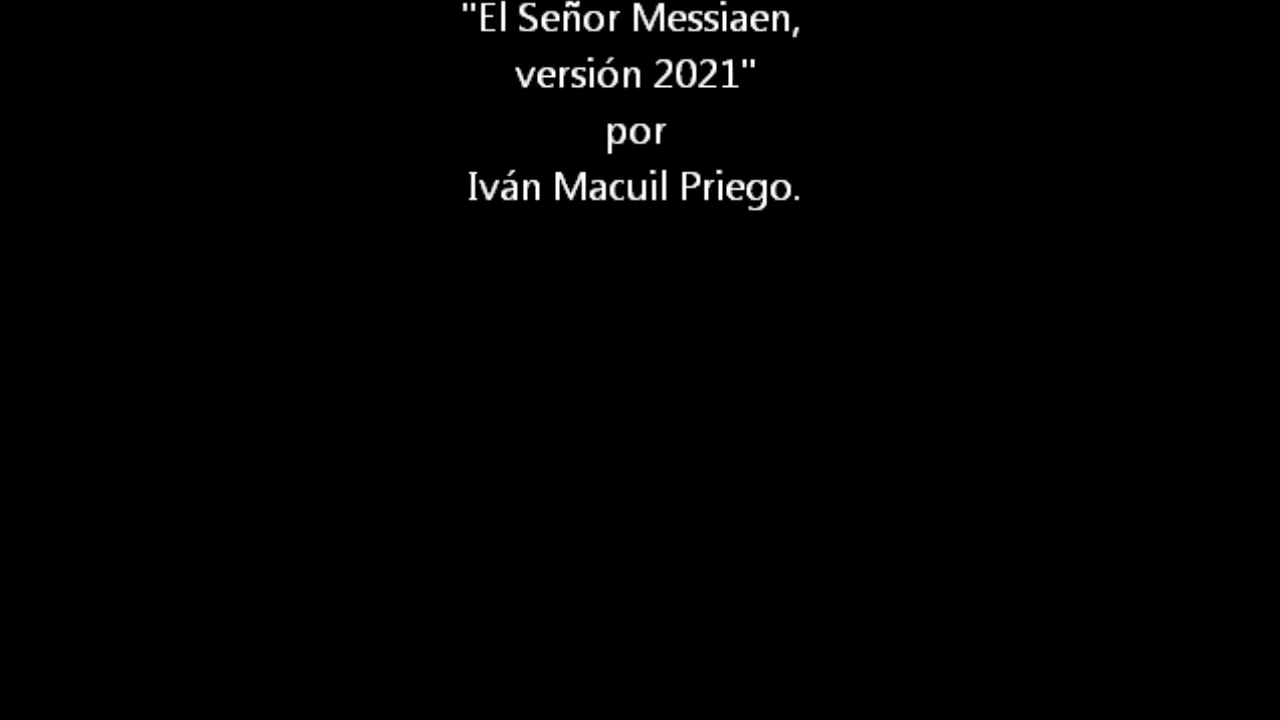 "El Señor Messiaen,
versión 2021"
por
Iván Macuil Priego.